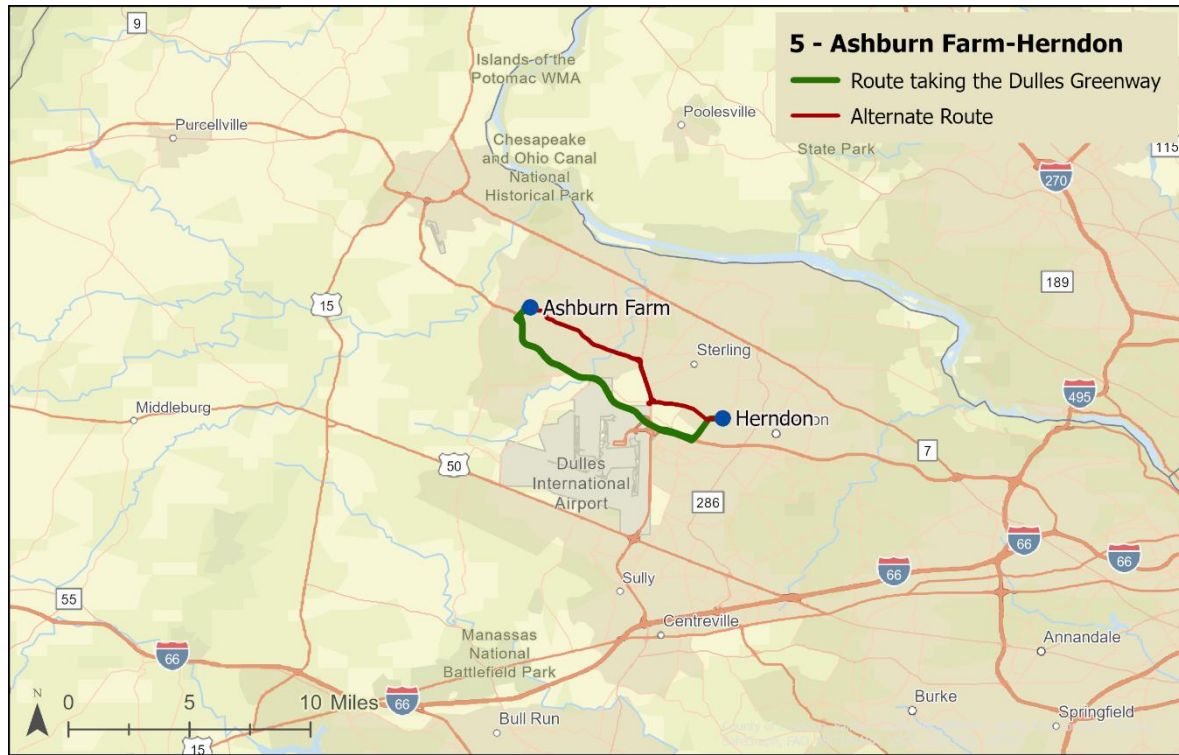 5 - Ashburn Farm-Herndon
Route taking the Dulles Greenway
Alternate Route
9
Islands of the
Potomac WMA
Poolesville
Purcellville
Chesapeake
and Ohio Canal
National
Historical Park
State Park
115
270
189
15
Ashburn Farm
Sterling
495
Middleburg
Herndon
on
7
50
Dulles
International
Airport
286
66
66
66
Sully
55
Centreville
Annandale
Manassas
National
Battlefield Park
66
66
N
0 5 10 Miles
Burke
Bull Run
Springfield
15